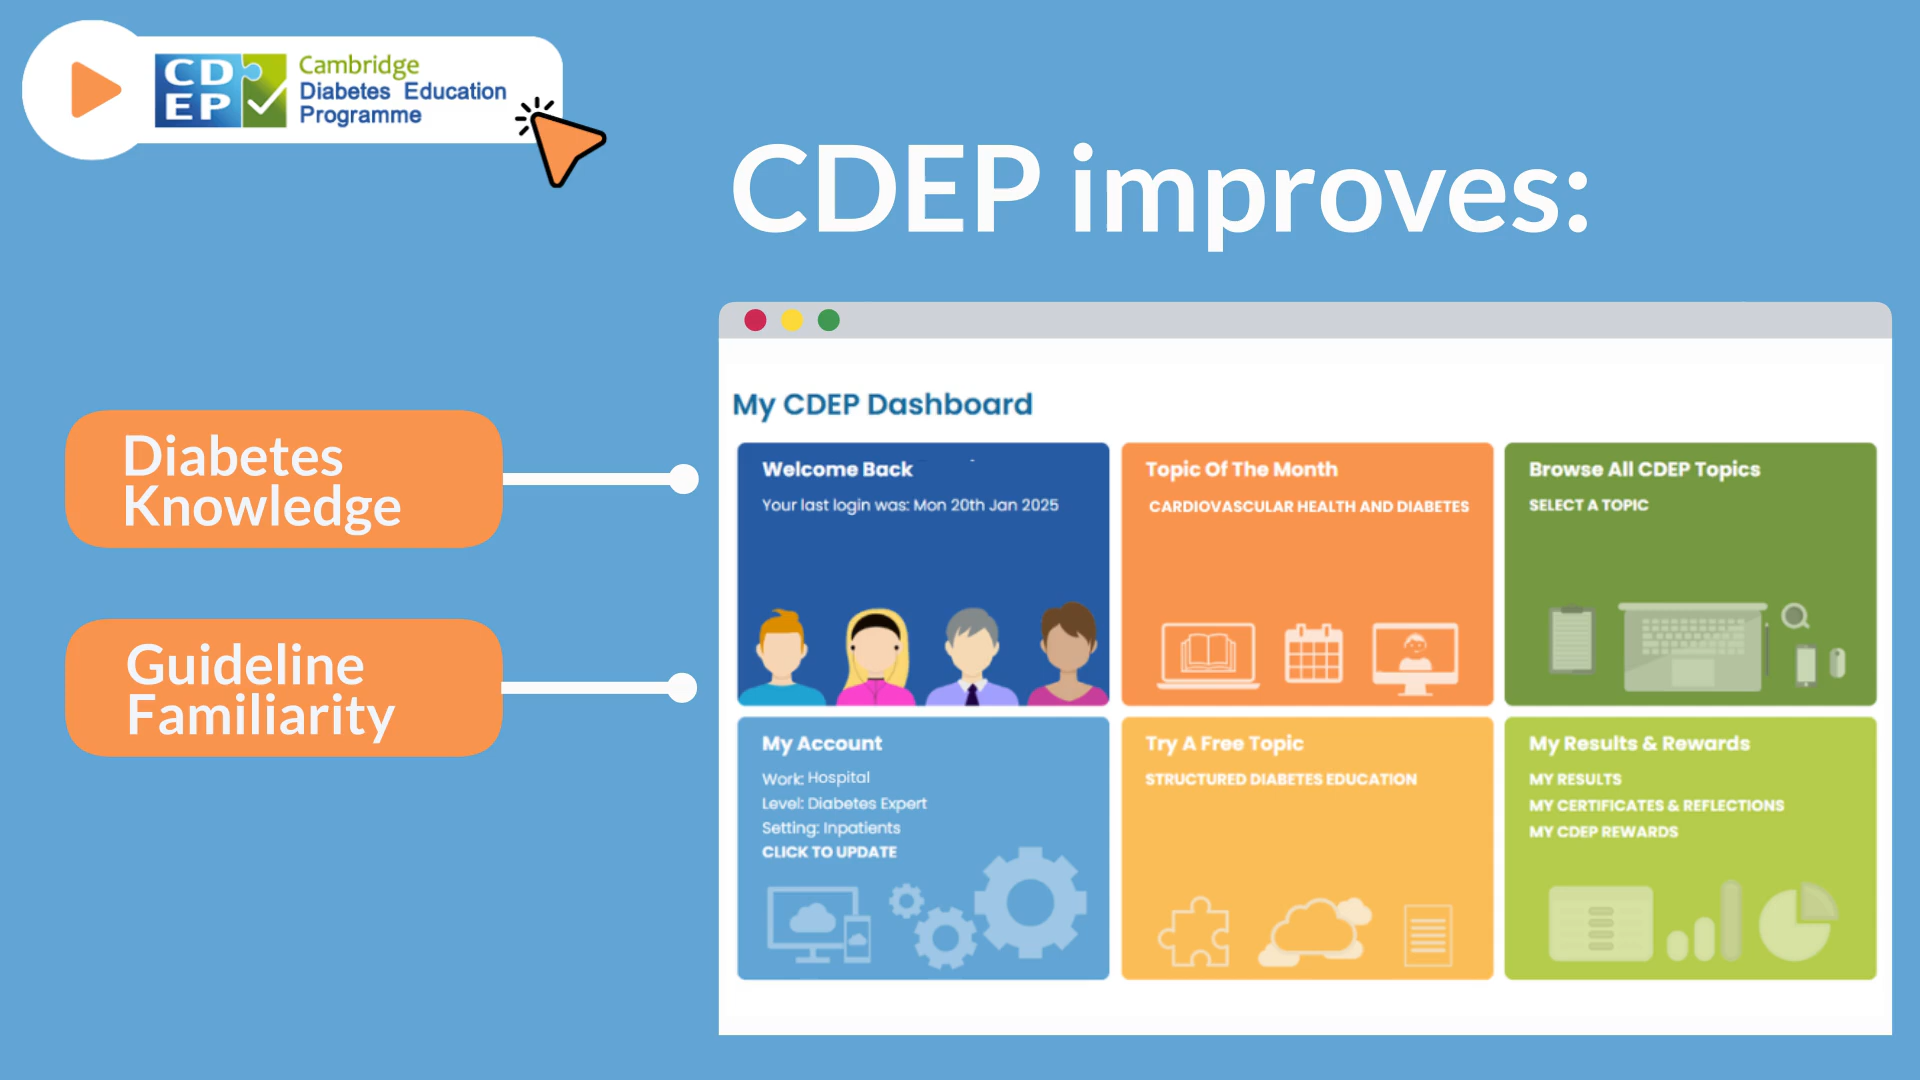 CD
EP
Cambridge
Diabetes Education
Programme
CDEP improves:
Diabetes
Knowledge
Guideline
Familiarity
My CDEP Dashboard
Welcome Back
Your last login was: Mon 20th Jan 2025
Topic Of The Month
CARDIOVASCULAR HEALTH AND DIABETES
Browse All CDEP Topics
SELECT A TOPIC
My Account
Work: Hospital
Level: Diabetes Expert
Setting: Inpatients
CLICK TO UPDATE
Try A Free Topic
STRUCTURED DIABETES EDUCATION
My Results & Rewards
MY RESULTS
MY CERTIFICATES & REFLECTIONS
MY CDEP REWARDS